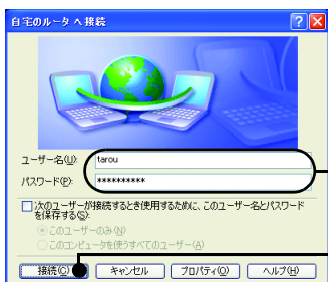 自宅のルータ へ接続
ユーザー名(U):
tarou
パスワード(P):
**********
次のユーザーが接続するとき使用するために、このユーザー名とパスワード
を保存する(S):
このユーザーのみ(N)
このコンピュータを使うすべてのユーザー(A)
接続(C)
キャンセル
プロパティ(O)
ヘルプ(H)